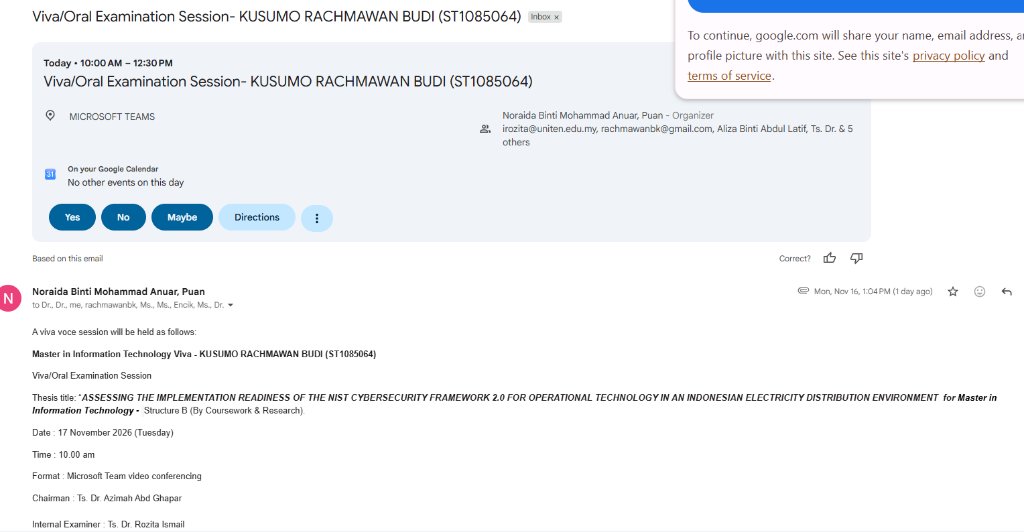 Viva/Oral Examination Session- KUSUMO RACHMAWAN BUDI (ST1085064) Inbox ×
To continue, google.com will share your name, email address, an
profile picture with this site. See this site's privacy policy and
terms of service.
Today • 10:00 AM – 12:30 PM
Viva/Oral Examination Session- KUSUMO RACHMAWAN BUDI (ST1085064)
MICROSOFT TEAMS
Noraida Binti Mohammad Anuar, Puan - Organizer
irozita@uniten.edu.my, rachmawanbk@gmail.com, Aliza Binti Abdul Latif, Ts. Dr. & 5
others
31
On your Google Calendar
No other events on this day
Yes No Maybe Directions
Based on this email
Correct?
N
Noraida Binti Mohammad Anuar, Puan
Mon, Nov 16, 1:04 PM (1 day ago)
to Dr., Dr., me, rachmawanbk, Ms., Ms., Encik, Ms., Dr.
A viva voce session will be held as follows:
Master in Information Technology Viva - KUSUMO RACHMAWAN BUDI (ST1085064)
Viva/Oral Examination Session
Thesis title: "ASSESSING THE IMPLEMENTATION READINESS OF THE NIST CYBERSECURITY FRAMEWORK 2.0 FOR OPERATIONAL TECHNOLOGY IN AN INDONESIAN ELECTRICITY DISTRIBUTION ENVIRONMENT for Master in
Information Technology - Structure B (By Coursework & Research).
Date : 17 November 2026 (Tuesday)
Time : 10.00 am
Format : Microsoft Team video conferencing
Chairman : Ts. Dr. Azimah Abd Ghapar
Internal Examiner : Ts. Dr. Rozita Ismail